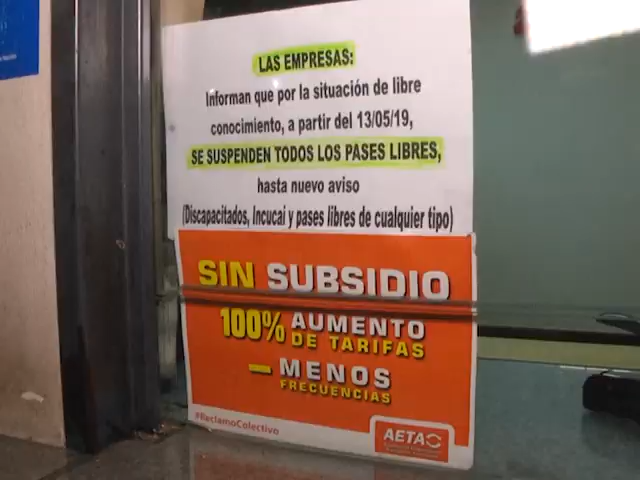 LAS EMPRESAS:
Informan que por la situación de libre
conocimiento, a partir del 13/05/19,
SE SUSPENDEN TODOS LOS PASES LIBRES,
hasta nuevo aviso
(Discapacitados, Incucai y pases libres de cualquier tipo)
SIN SUBSIDIO
100% AUMENTO
DE TARIFAS
– MENOS
FRECUENCIAS
#ReclamoColectivo
AETA